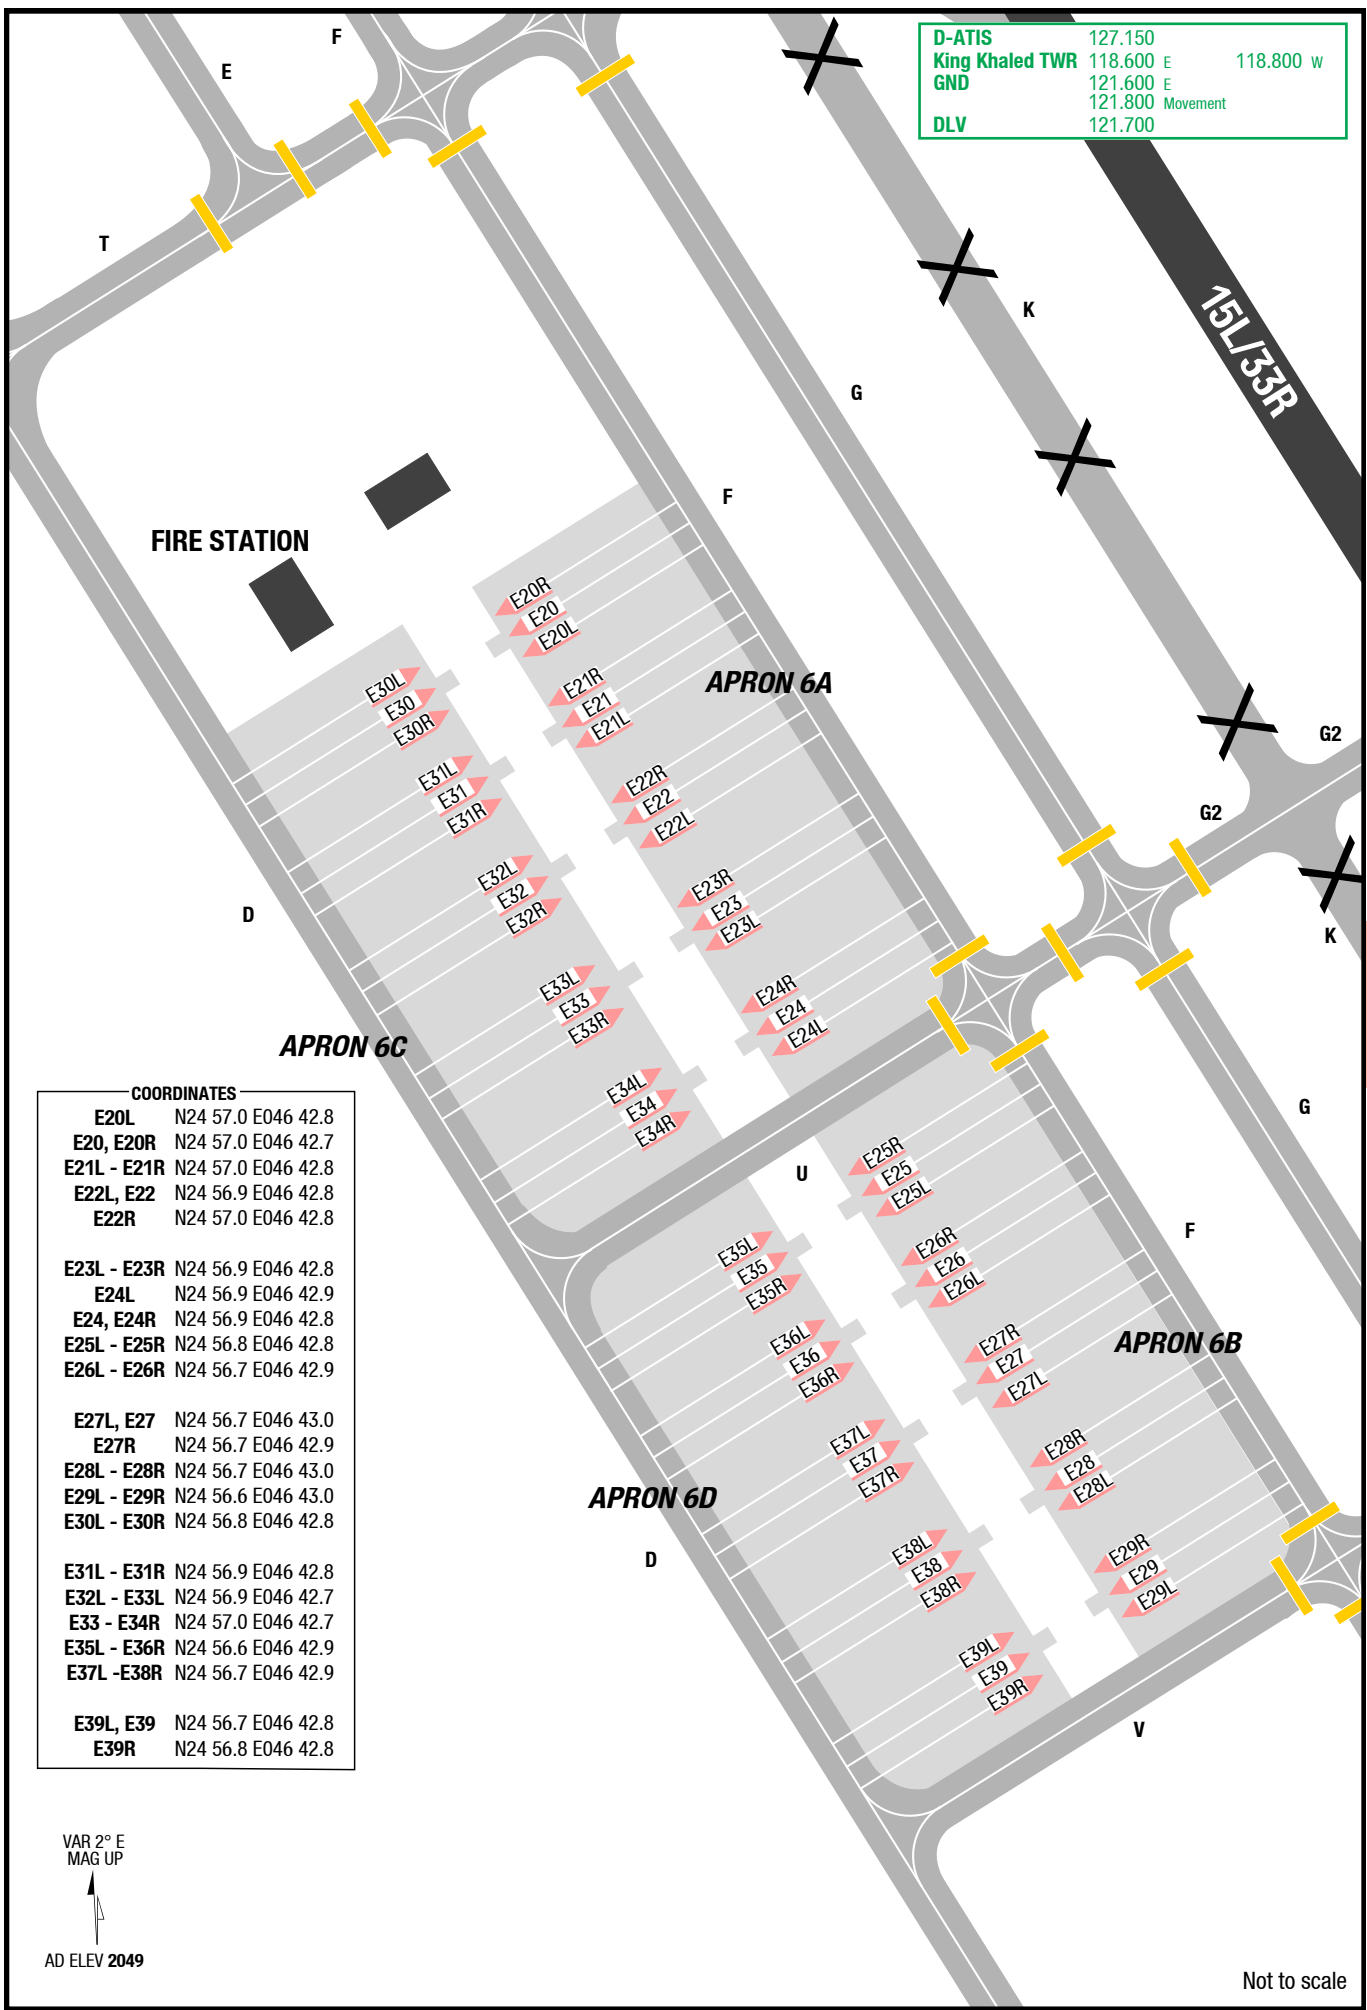 D-ATIS 127.150
King Khaled TWR 118.600 E 118.800 W
GND 121.600 E
121.800 Movement
DLV 121.700
F
E
T
K
15L/33R
G
F
FIRE STATION
E20R
E20
E20L
APRON 6A
E21R
E21
E21L
E30L
E30
E30R
G2
E31L
E31
E31R
E22R
E22
E22L
G2
E32L
E32
E32R
E23R
E23
E23L
D
K
E33L
E33
E33R
E24R
E24
E24L
APRON 6C
E34L
E34
E34R
G
U
E25R
E25
E25L
F
E35L
E35
E35R
E26R
E26
E26L
E36L
E36
E36R
E27R
E27
E27L
APRON 6B
E37L
E37
E37R
E28R
E28
E28L
APRON 6D
D
E38L
E38
E38R
E29R
E29
E29L
E39L
E39
E39R
V
COORDINATES
E20L N24 57.0 E046 42.8
E20, E20R N24 57.0 E046 42.7
E21L - E21R N24 57.0 E046 42.8
E22L, E22 N24 56.9 E046 42.8
E22R N24 57.0 E046 42.8
E23L - E23R N24 56.9 E046 42.8
E24L N24 56.9 E046 42.9
E24, E24R N24 56.9 E046 42.8
E25L - E25R N24 56.8 E046 42.8
E26L - E26R N24 56.7 E046 42.9
E27L, E27 N24 56.7 E046 43.0
E27R N24 56.7 E046 42.9
E28L - E28R N24 56.7 E046 43.0
E29L - E29R N24 56.6 E046 43.0
E30L - E30R N24 56.8 E046 42.8
E31L - E31R N24 56.9 E046 42.8
E32L - E33L N24 56.9 E046 42.7
E33 - E34R N24 57.0 E046 42.7
E35L - E36R N24 56.6 E046 42.9
E37L -E38R N24 56.7 E046 42.9
E39L, E39 N24 56.7 E046 42.8
E39R N24 56.8 E046 42.8
VAR 2° E
MAG UP
AD ELEV 2049
Not to scale